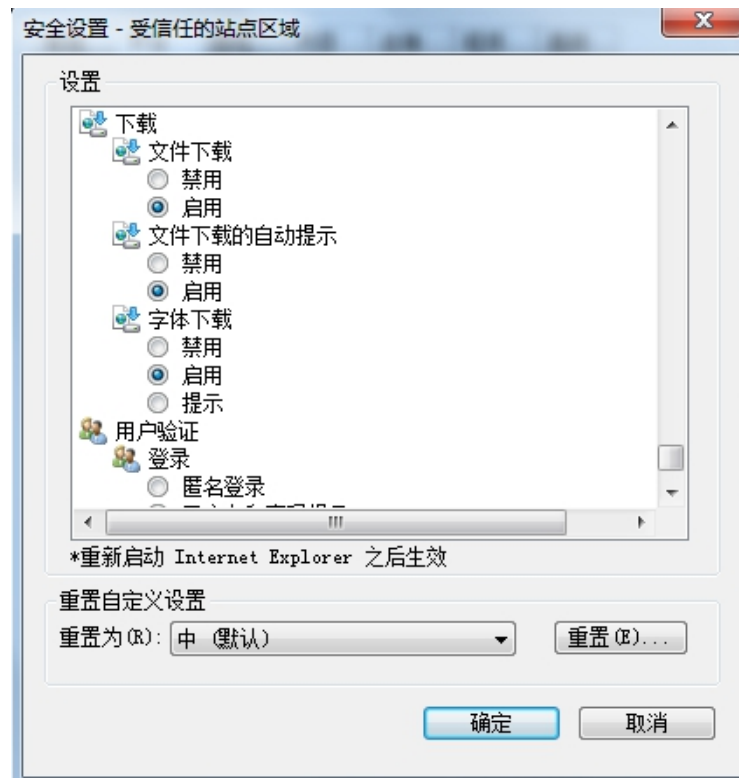 安全设置 - 受信任的站点区域
设置
下载
文件下载
禁用
启用
文件下载的自动提示
禁用
启用
字体下载
禁用
启用
提示
用户验证
登录
匿名登录
*重新启动 Internet Explorer 之后生效
重置自定义设置
重置为(R): 中 (默认) 重置(E)...
确定 取消